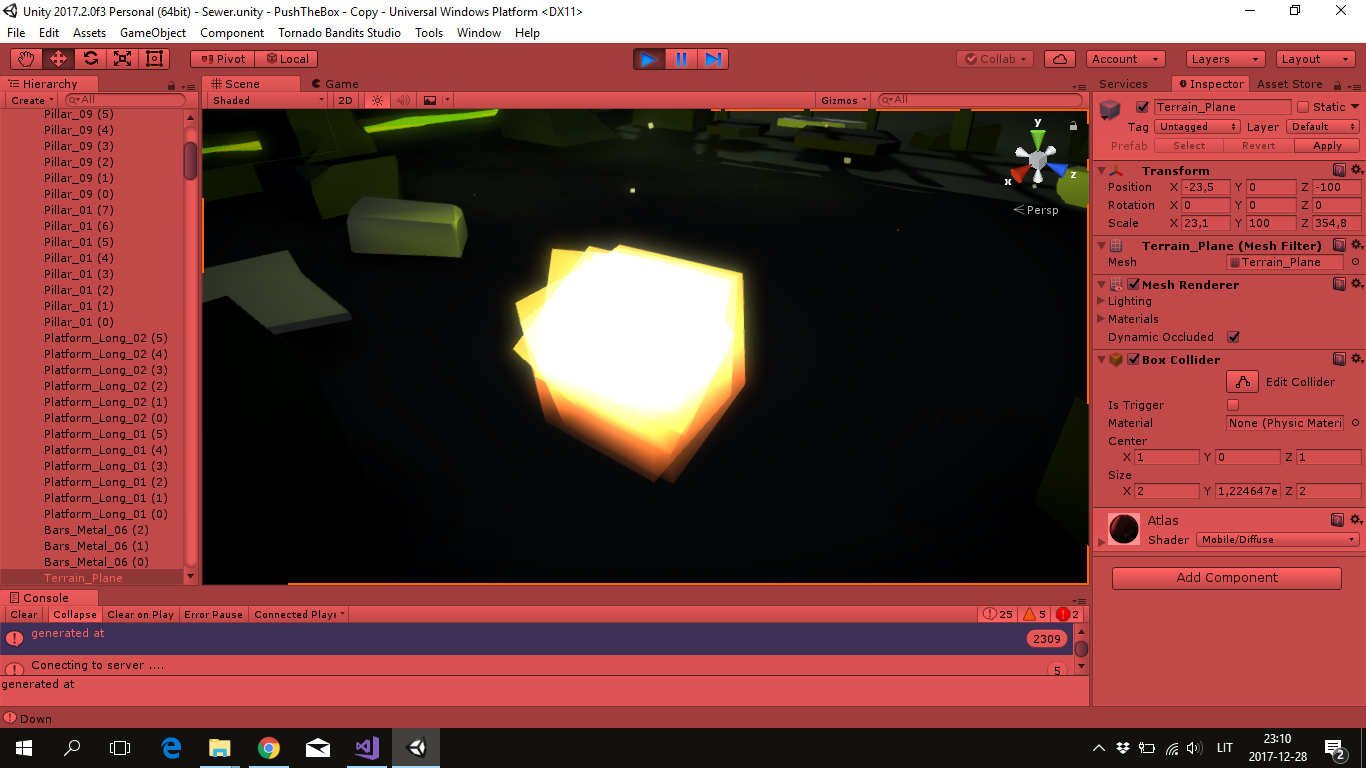 Unity 2017.2.0f3 Personal (64bit) - Sewer.unity - PushTheBox - Copy - Universal Windows Platform <DX11>
File Edit Assets GameObject Component Tornado Bandits Studio Tools Window Help
Pivot Local Collab Account Layers Layout
Hierarchy
Create All
Pillar_09 (5)
Pillar_09 (4)
Pillar_09 (3)
Pillar_09 (2)
Pillar_09 (1)
Pillar_09 (0)
Pillar_01 (7)
Pillar_01 (6)
Pillar_01 (5)
Pillar_01 (4)
Pillar_01 (3)
Pillar_01 (2)
Pillar_01 (1)
Pillar_01 (0)
Platform_Long_02 (5)
Platform_Long_02 (4)
Platform_Long_02 (3)
Platform_Long_02 (2)
Platform_Long_02 (1)
Platform_Long_02 (0)
Platform_Long_01 (5)
Platform_Long_01 (4)
Platform_Long_01 (3)
Platform_Long_01 (2)
Platform_Long_01 (1)
Platform_Long_01 (0)
Bars_Metal_06 (2)
Bars_Metal_06 (1)
Bars_Metal_06 (0)
Terrain_Plane
Scene Game
Shaded 2D Gizmos All
y
x z
Persp
Services Inspector Asset Store
Terrain_Plane Static
Tag Untagged Layer Default
Prefab Select Revert Apply
Transform
Position X -23,5 Y 0 Z -100
Rotation X 0 Y 0 Z 0
Scale X 23,1 Y 100 Z 354,8
Terrain_Plane (Mesh Filter)
Mesh Terrain_Plane
Mesh Renderer
Lighting
Materials
Dynamic Occluded
Box Collider
Edit Collider
Is Trigger
Material None (Physic Materi
Center
X 1 Y 0 Z 1
Size
X 2 Y 1,224647e Z 2
Atlas
Shader Mobile/Diffuse
Add Component
Console
Clear Collapse Clear on Play Error Pause Connected Playe 25 5 2
generated at 2309
Conecting to server .... 5
generated at
Down
LIT 23:10
2017-12-28 2